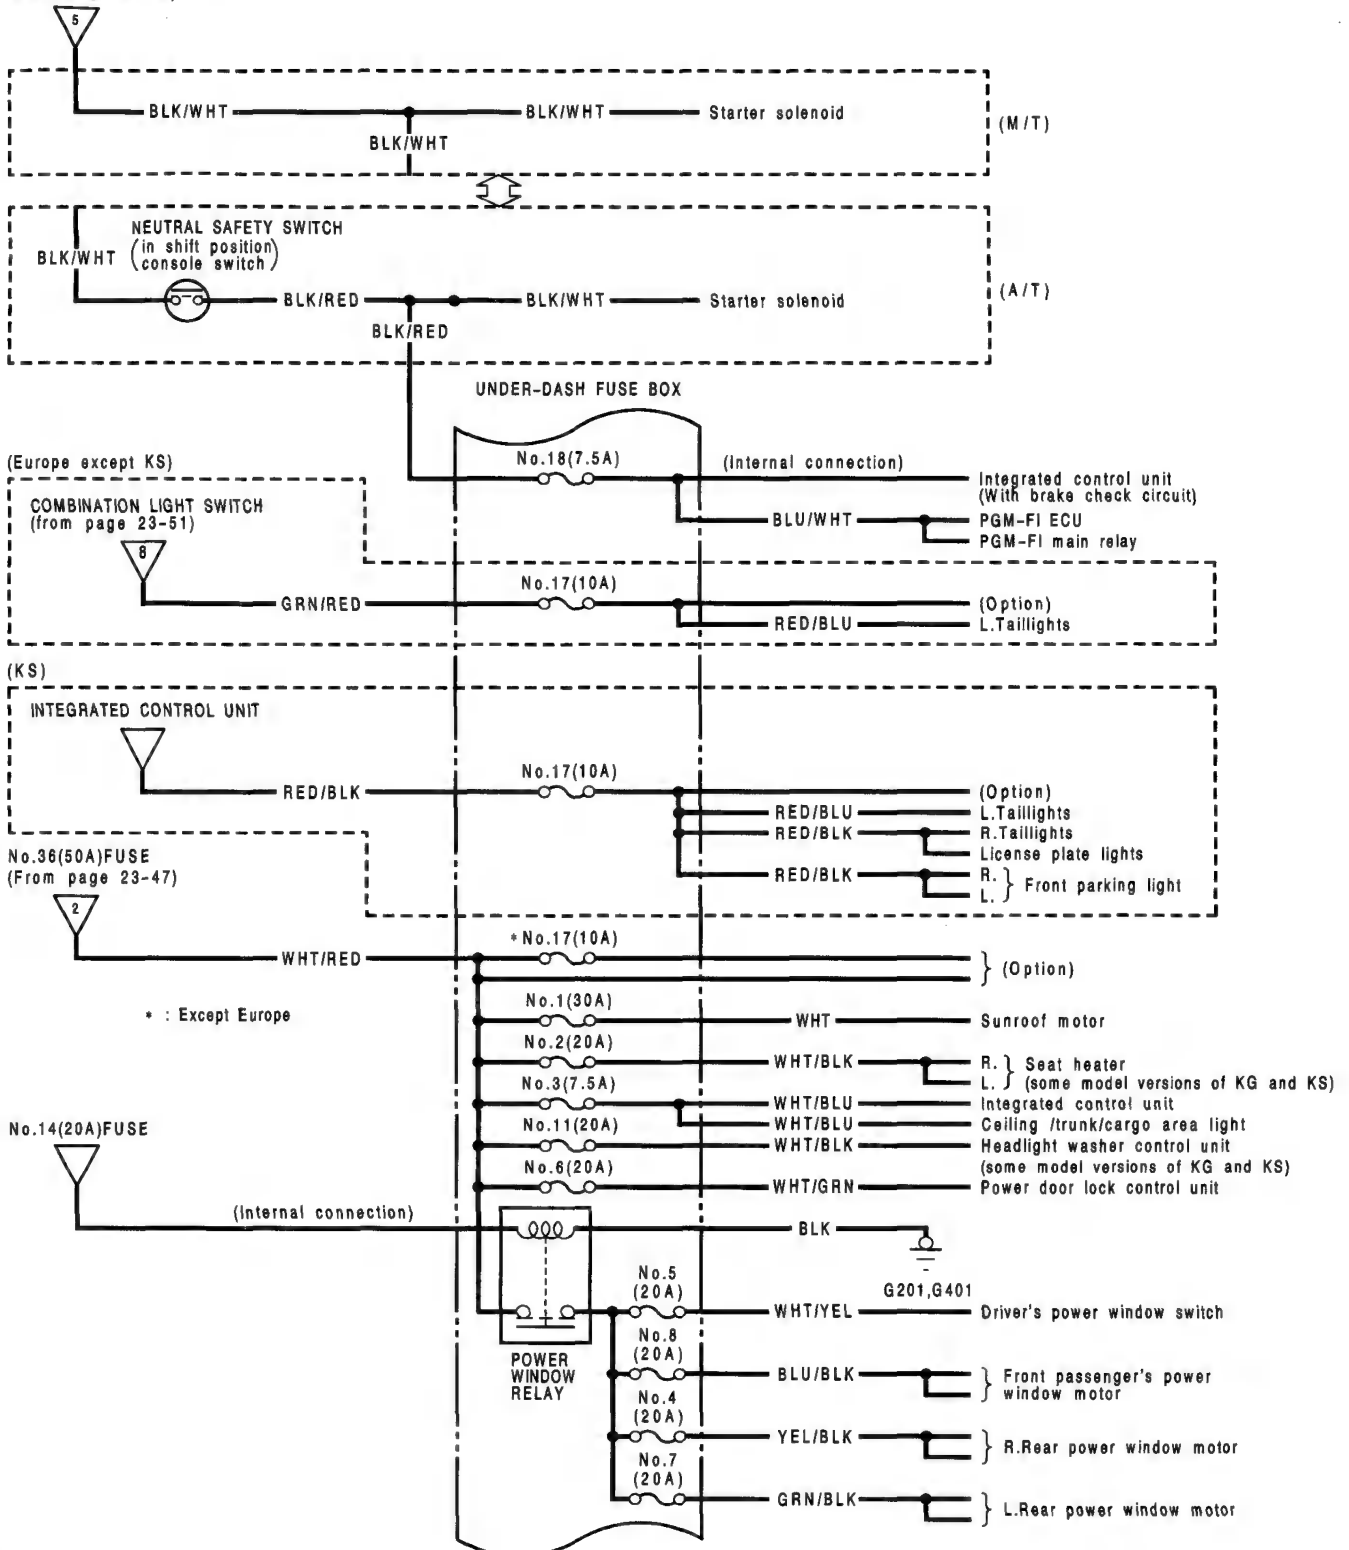 5
BLK/WHT BLK/WHT Starter solenoid
(M/T)
BLK/WHT
NEUTRAL SAFETY SWITCH
(in shift position
console switch)
BLK/WHT
BLK/RED BLK/WHT Starter solenoid
(A/T)
BLK/RED
UNDER-DASH FUSE BOX
(Europe except KS)
No.18(7.5A) (Internal connection)
Integrated control unit
(With brake check circuit)
COMBINATION LIGHT SWITCH
(from page 23-51)
BLU/WHT PGM-FI ECU
PGM-FI main relay
8
No.17(10A)
GRN/RED (Option)
RED/BLU L.Taillights
(KS)
INTEGRATED CONTROL UNIT
No.17(10A)
RED/BLK (Option)
RED/BLU L.Taillights
RED/BLK R.Taillights
License plate lights
No.36(50A)FUSE
(From page 23-47)
RED/BLK R. } Front parking light
L.
2
*No.17(10A)
WHT/RED } (Option)
* : Except Europe
No.1(30A)
WHT Sunroof motor
No.2(20A)
WHT/BLK R. } Seat heater
L. (some model versions of KG and KS)
No.3(7.5A)
WHT/BLU Integrated control unit
WHT/BLU Ceiling /trunk/cargo area light
No.11(20A)
WHT/BLK Headlight washer control unit
(some model versions of KG and KS)
No.6(20A)
WHT/GRN Power door lock control unit
No.14(20A)FUSE
(Internal connection)
BLK
G201,G401
No.5
(20A)
WHT/YEL Driver's power window switch
POWER
WINDOW
RELAY
No.8
(20A)
BLU/BLK } Front passenger's power
window motor
No.4
(20A)
YEL/BLK } R.Rear power window motor
No.7
(20A)
GRN/BLK } L.Rear power window motor